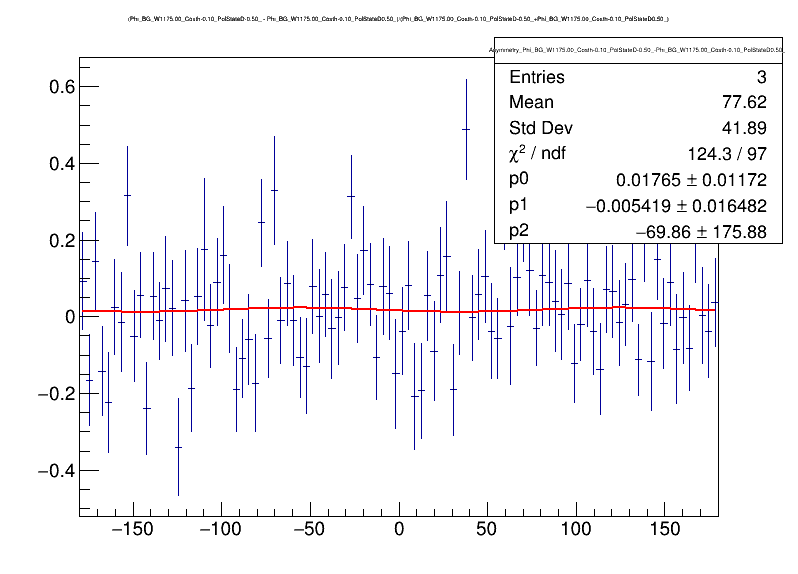 (Phi_BG_W1175.00_Costh-0.10_PolStateD-0.50_- Phi_BG_W1175.00_Costh-0.10_PolStateD0.50_)/(Phi_BG_W1175.00_Costh-0.10_PolStateD-0.50_+Phi_BG_W1175.00_Costh-0.10_PolStateD0.50_)
Asymmetry_Phi_BG_W1175.00_Costh-0.10_PolStateD-0.50_-Phi_BG_W1175.00_Costh-0.10_PolStateD0.50_
Entries 3
Mean 77.62
Std Dev 41.89
χ² / ndf 124.3 / 97
p0 0.01765 ± 0.01172
p1 −0.005419 ± 0.016482
p2 −69.86 ± 175.88
0.6
0.4
0.2
0
−0.2
−0.4
−150 −100 −50 0 50 100 150